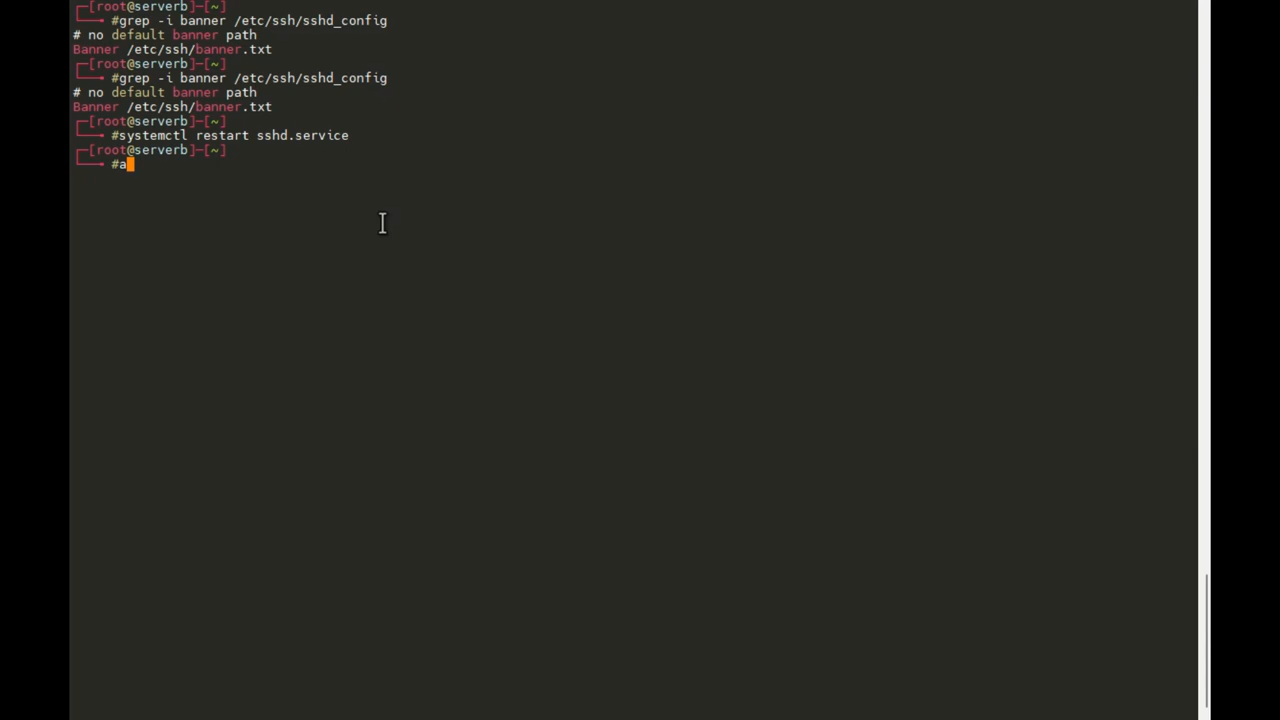 ┌─[root@serverb]─[~]
└──╼ #grep -i banner /etc/ssh/sshd_config
# no default banner path
Banner /etc/ssh/banner.txt
┌─[root@serverb]─[~]
└──╼ #grep -i banner /etc/ssh/sshd_config
# no default banner path
Banner /etc/ssh/banner.txt
┌─[root@serverb]─[~]
└──╼ #systemctl restart sshd.service
┌─[root@serverb]─[~]
└──╼ #a